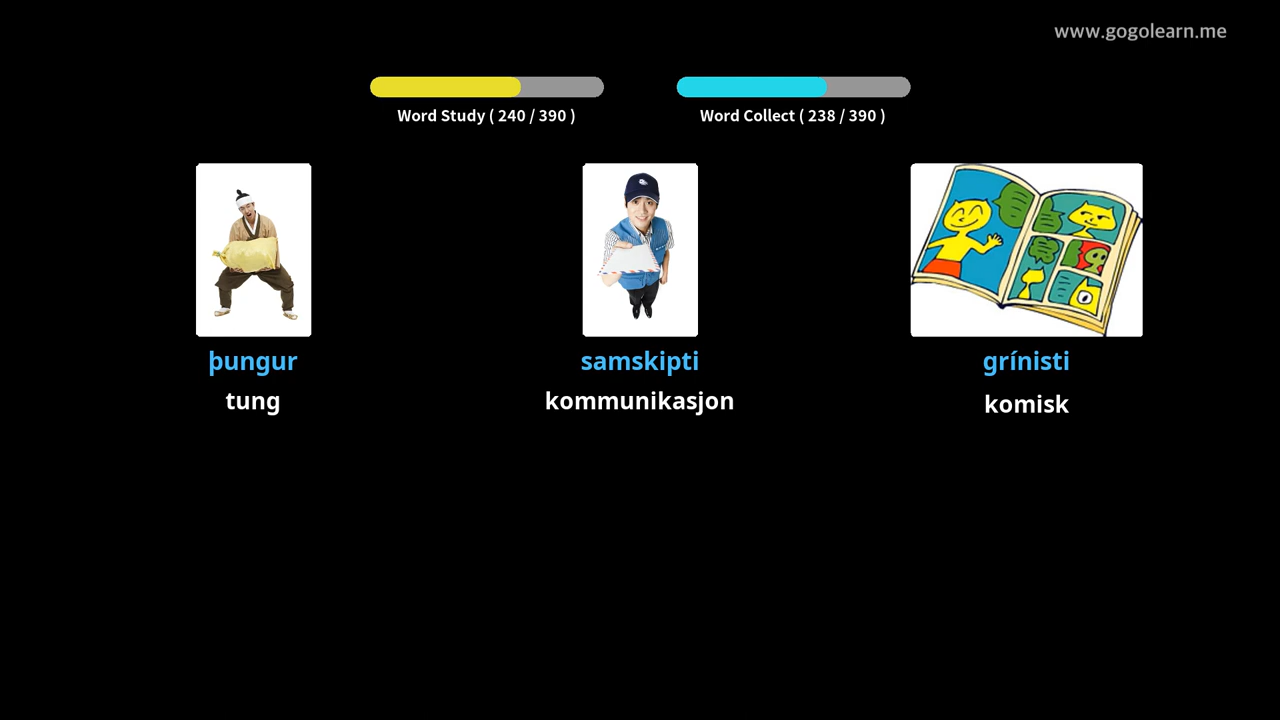 www.gogolearn.me
Word Study ( 240 / 390 )
Word Collect ( 238 / 390 )
þungur
samskipti
grínisti
tung
kommunikasjon
komisk